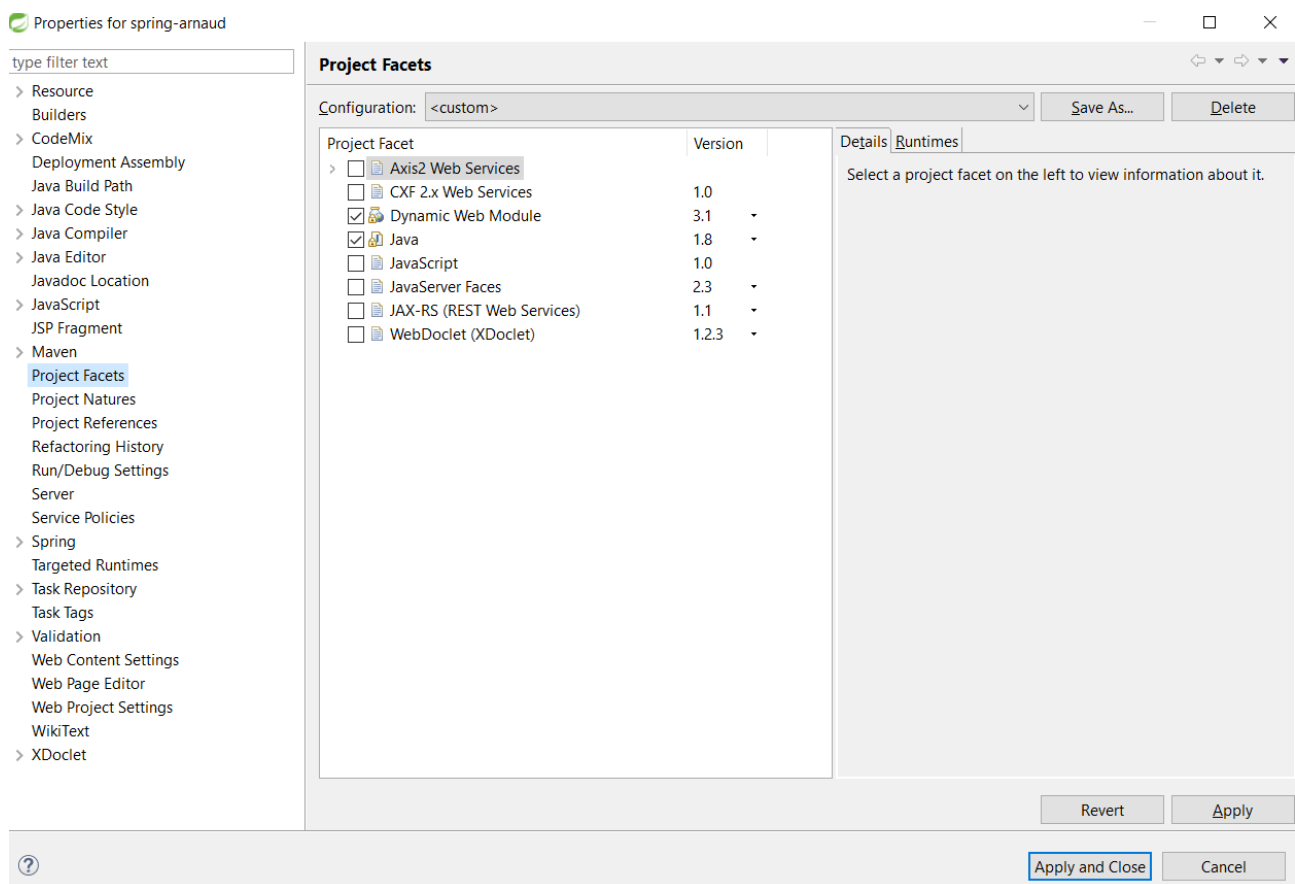 Properties for spring-arnaud
type filter text
Resource
Builders
CodeMix
Deployment Assembly
Java Build Path
Java Code Style
Java Compiler
Java Editor
Javadoc Location
JavaScript
JSP Fragment
Maven
Project Facets
Project Natures
Project References
Refactoring History
Run/Debug Settings
Server
Service Policies
Spring
Targeted Runtimes
Task Repository
Task Tags
Validation
Web Content Settings
Web Page Editor
Web Project Settings
WikiText
XDoclet
Project Facets
Configuration: <custom> Save As... Delete
Project Facet Version
Axis2 Web Services
CXF 2.x Web Services 1.0
Dynamic Web Module 3.1
Java 1.8
JavaScript 1.0
JavaServer Faces 2.3
JAX-RS (REST Web Services) 1.1
WebDoclet (XDoclet) 1.2.3
Details Runtimes
Select a project facet on the left to view information about it.
Revert Apply
? Apply and Close Cancel